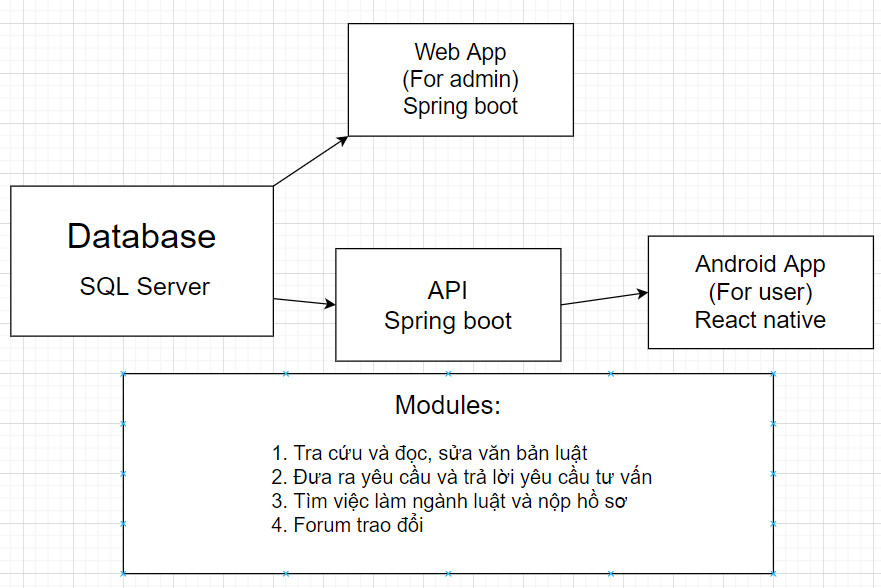 Web App
(For admin)
Spring boot
Database
SQL Server
API
Spring boot
Android App
(For user)
React native
Modules:
1. Tra cứu và đọc, sửa văn bản luật
2. Đưa ra yêu cầu và trả lời yêu cầu tư vấn
3. Tìm việc làm ngành luật và nộp hồ sơ
4. Forum trao đổi